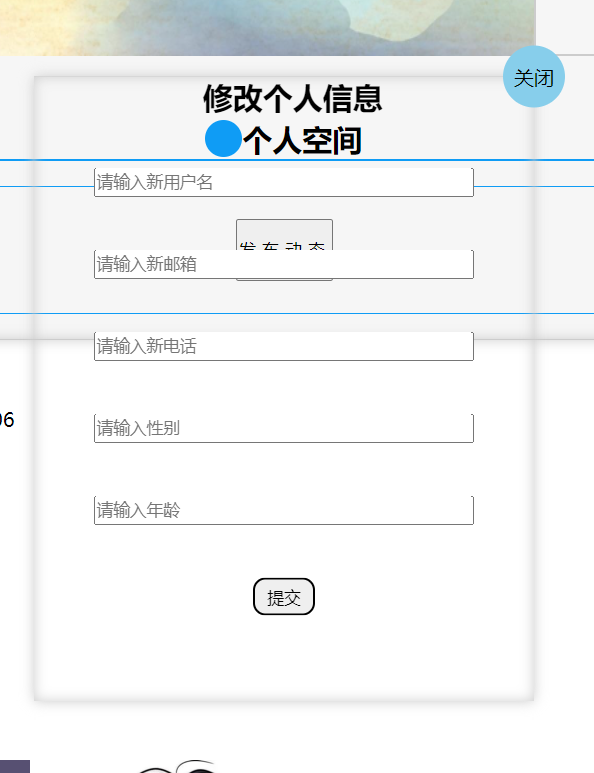 关闭
修改个人信息
个人空间
请输入新用户名
发布动态
请输入新邮箱
请输入新电话
06
请输入性别
请输入年龄
提交